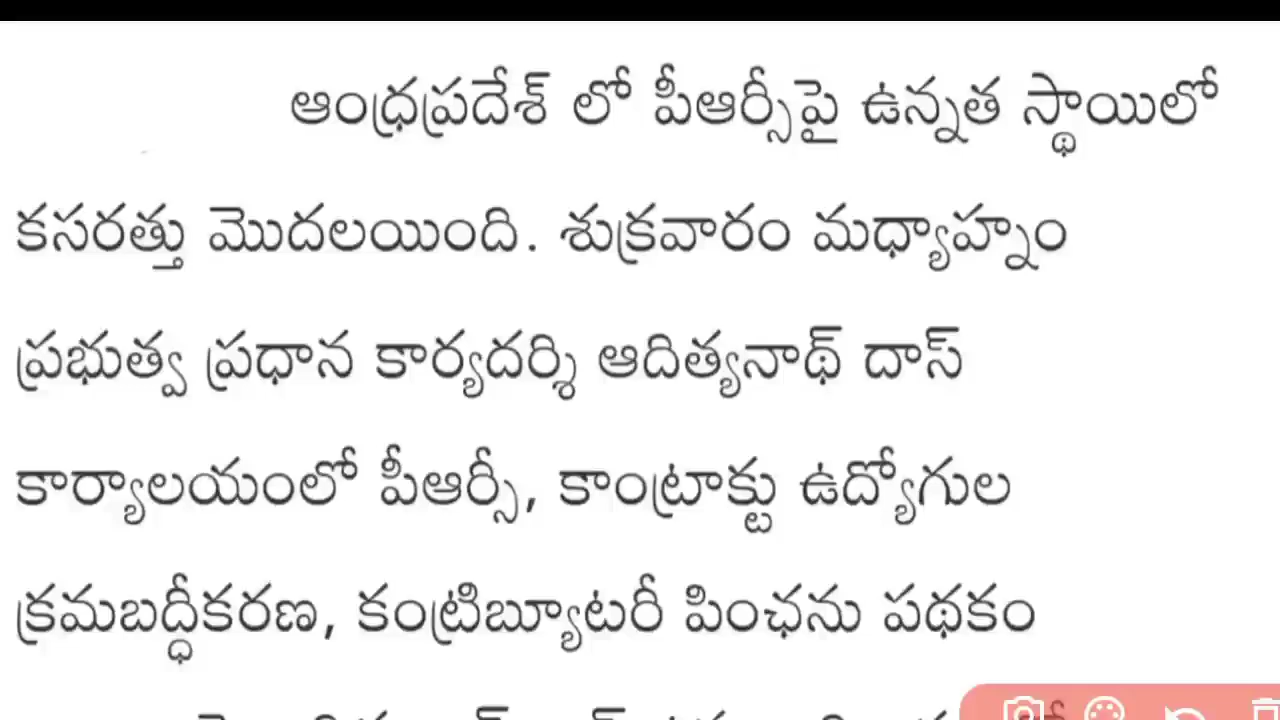 ఆంధ్రప్రదేశ్ లో పీఆర్సీపై ఉన్నత స్థాయిలో
కసరత్తు మొదలయింది. శుక్రవారం మధ్యాహ్నం
ప్రభుత్వ ప్రధాన కార్యదర్శి ఆదిత్యనాథ్ దాస్
కార్యాలయంలో పీఆర్సీ, కాంట్రాక్టు ఉద్యోగుల
క్రమబద్ధీకరణ, కంట్రిబ్యూటరీ పింఛను పథకం